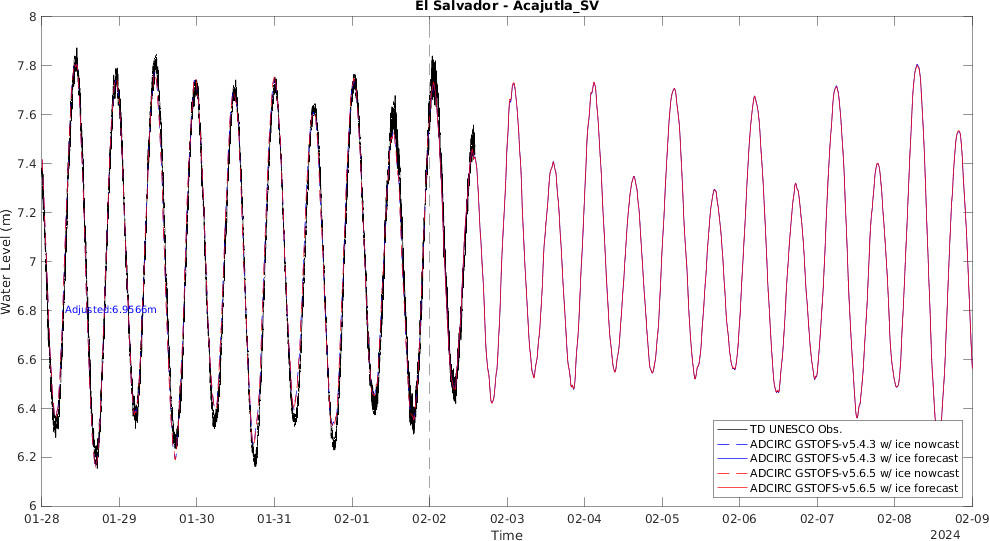 El Salvador - Acajutla_SV
8
7.8
7.6
7.4
7.2
7
6.8
6.6
6.4
6.2
6
Water Level (m)
Adjusted:6.9566m
TD UNESCO Obs.
ADCIRC GSTOFS-v5.4.3 w/ ice nowcast
ADCIRC GSTOFS-v5.4.3 w/ ice forecast
ADCIRC GSTOFS-v5.6.5 w/ ice nowcast
ADCIRC GSTOFS-v5.6.5 w/ ice forecast
01-28 01-29 01-30 01-31 02-01 02-02 02-03 02-04 02-05 02-06 02-07 02-08 02-09
Time
2024